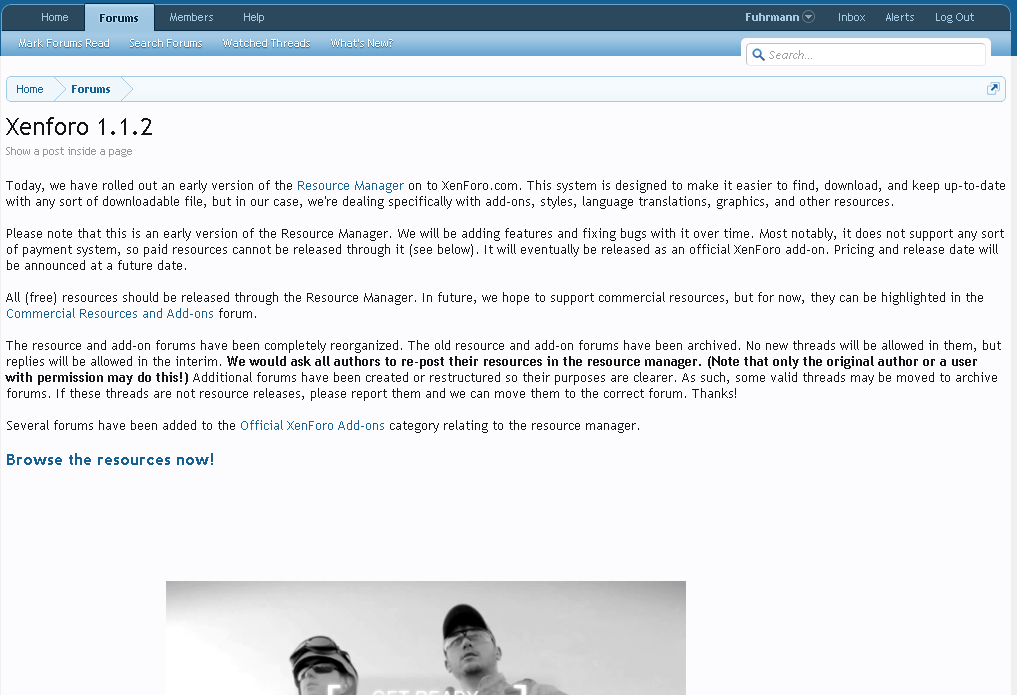 Home Forums Members Help Fuhrmann Inbox Alerts Log Out
Mark Forums Read Search Forums Watched Threads What's New?
Search...
Home Forums
Xenforo 1.1.2
Show a post inside a page
Today, we have rolled out an early version of the Resource Manager on to XenForo.com. This system is designed to make it easier to find, download, and keep up-to-date
with any sort of downloadable file, but in our case, we're dealing specifically with add-ons, styles, language translations, graphics, and other resources.
Please note that this is an early version of the Resource Manager. We will be adding features and fixing bugs with it over time. Most notably, it does not support any sort
of payment system, so paid resources cannot be released through it (see below). It will eventually be released as an official XenForo add-on. Pricing and release date will
be announced at a future date.
All (free) resources should be released through the Resource Manager. In future, we hope to support commercial resources, but for now, they can be highlighted in the
Commercial Resources and Add-ons forum.
The resource and add-on forums have been completely reorganized. The old resource and add-on forums have been archived. No new threads will be allowed in them, but
replies will be allowed in the interim. We would ask all authors to re-post their resources in the resource manager. (Note that only the original author or a user
with permission may do this!) Additional forums have been created or restructured so their purposes are clearer. As such, some valid threads may be moved to archive
forums. If these threads are not resource releases, please report them and we can move them to the correct forum. Thanks!
Several forums have been added to the Official XenForo Add-ons category relating to the resource manager.
Browse the resources now!
GET READY